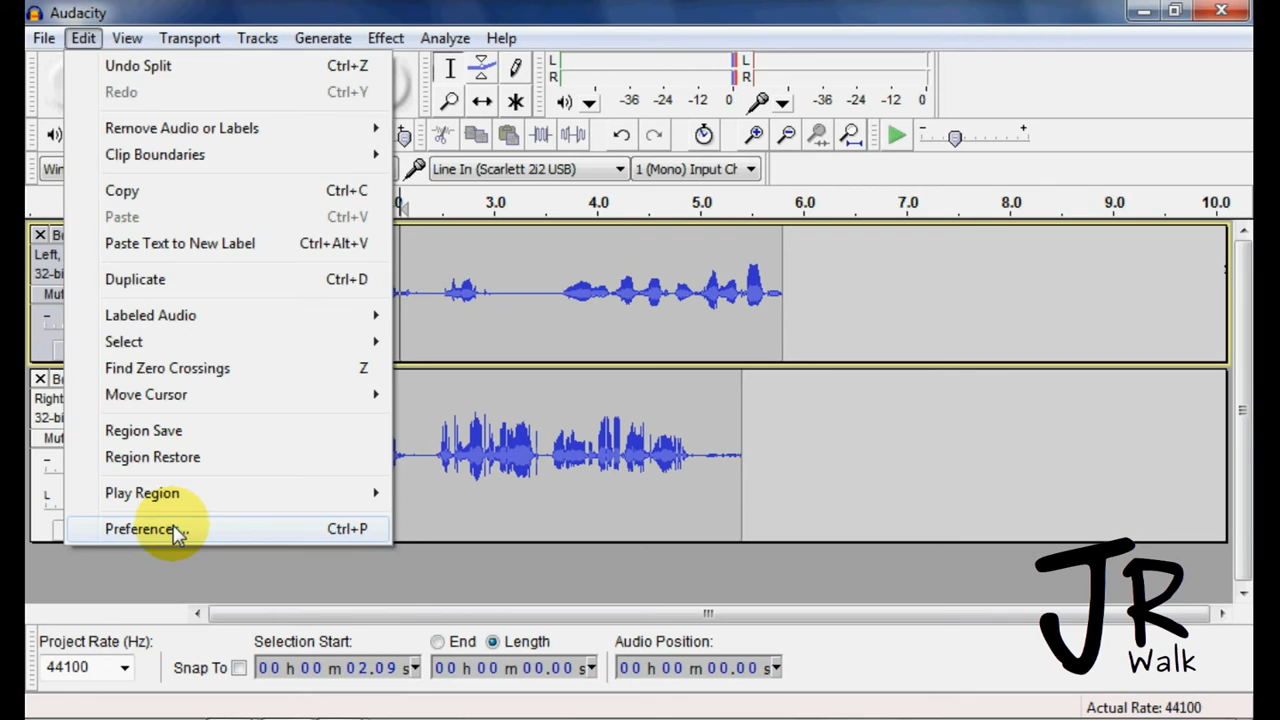 Audacity
File Edit View Transport Tracks Generate Effect Analyze Help
Undo Split Ctrl+Z
Redo Ctrl+Y
Remove Audio or Labels
Clip Boundaries
Copy Ctrl+C
Paste Ctrl+V
Paste Text to New Label Ctrl+Alt+V
Duplicate Ctrl+D
Labeled Audio
Select
Find Zero Crossings Z
Move Cursor
Region Save
Region Restore
Play Region
Preferences... Ctrl+P
L
R
-36 -24 -12 0
L
R
-36 -24 -12 0
Win
Line In (Scarlett 2i2 USB)
1 (Mono) Input Ch
3.0 4.0 5.0 6.0 7.0 8.0 9.0 10.0
Left,
32-bi
Mut
Right
32-bi
Mut
L
Project Rate (Hz):
44100
Snap To
Selection Start:
00 h 00 m 02.09 s
End Length
00 h 00 m 00.00 s
Audio Position:
00 h 00 m 00.00 s
JR
Walk
Actual Rate: 44100